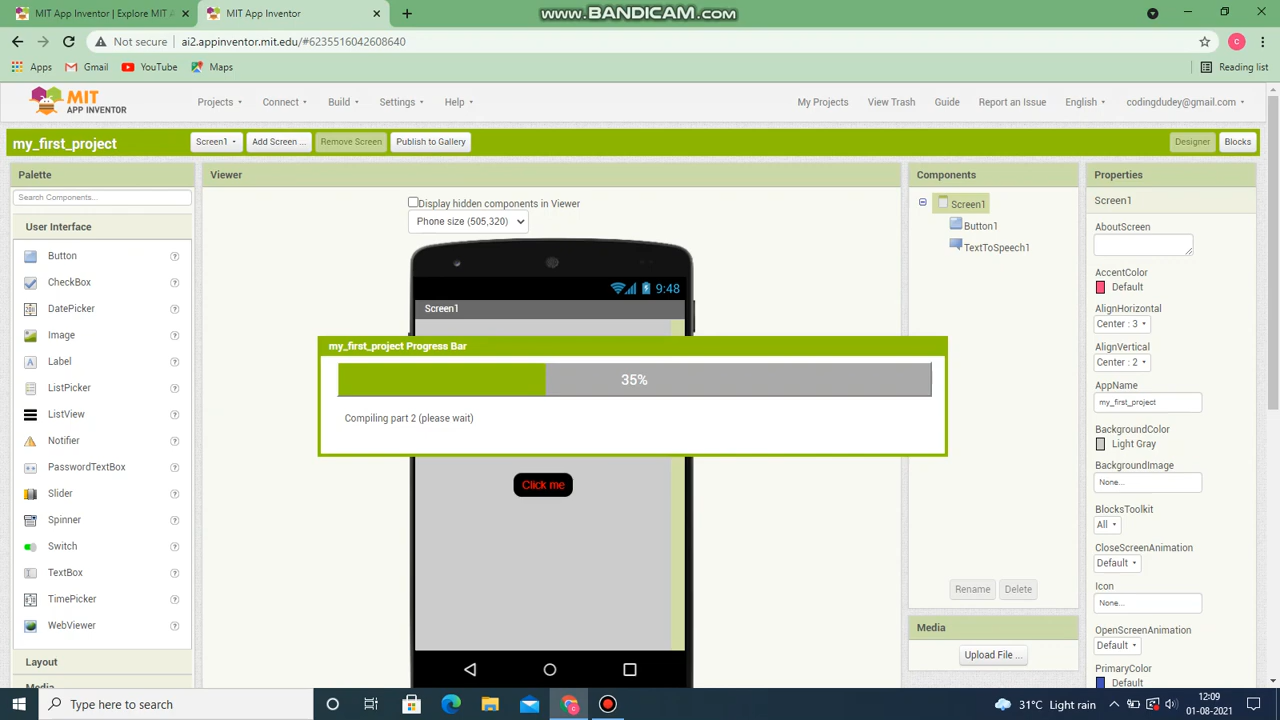 www.BANDICAM.com
MIT App Inventor | Explore MIT A
MIT App Inventor
Not secure
ai2.appinventor.mit.edu/#6235516042608640
Apps
Gmail
YouTube
Maps
Reading list
MIT
APP INVENTOR
Projects
Connect
Build
Settings
Help
My Projects
View Trash
Guide
Report an Issue
English
codingdudey@gmail.com
my_first_project
Screen1
Add Screen ...
Remove Screen
Publish to Gallery
Designer
Blocks
Palette
Search Components...
User Interface
Button
CheckBox
DatePicker
Image
Label
ListPicker
ListView
Notifier
PasswordTextBox
Slider
Spinner
Switch
TextBox
TimePicker
WebViewer
Layout
Media
Viewer
Display hidden components in Viewer
Phone size (505,320)
9:48
Screen1
my_first_project Progress Bar
35%
Compiling part 2 (please wait)
Click me
Components
Screen1
Button1
TextToSpeech1
Rename
Delete
Media
Upload File ...
Properties
Screen1
AboutScreen
AccentColor
Default
AlignHorizontal
Center : 3
AlignVertical
Center : 2
AppName
my_first_project
BackgroundColor
Light Gray
BackgroundImage
None...
BlocksToolkit
All
CloseScreenAnimation
Default
Icon
None...
OpenScreenAnimation
Default
PrimaryColor
Default
Type here to search
31°C Light rain
12:09
01-08-2021